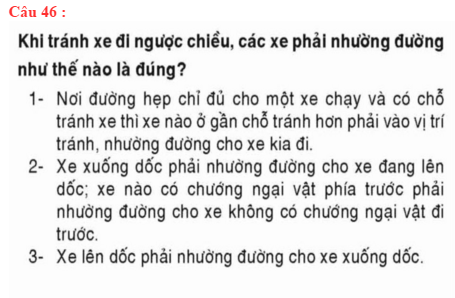 Câu 46 :
Khi tránh xe đi ngược chiều, các xe phải nhường đường
như thế nào là đúng?
1- Nơi đường hẹp chỉ đủ cho một xe chạy và có chỗ
tránh xe thì xe nào ở gần chỗ tránh hơn phải vào vị trí
tránh, nhường đường cho xe kia đi.
2- Xe xuống dốc phải nhường đường cho xe đang lên
dốc; xe nào có chướng ngại vật phía trước phải
nhường đường cho xe không có chướng ngại vật đi
trước.
3- Xe lên dốc phải nhường đường cho xe xuống dốc.